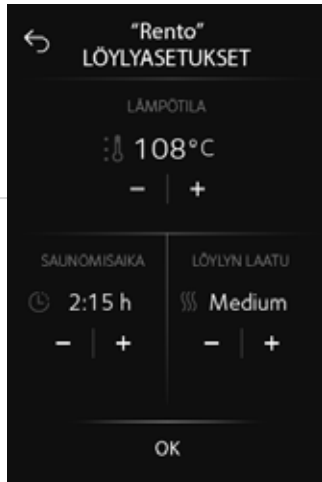 “Rento”
LÖYLYASETUKSET
LÄMPÖTILA
108°C
− +
SAUNOMISAIKA LÖYLYN LAATU
2:15 h Medium
− + − +
OK